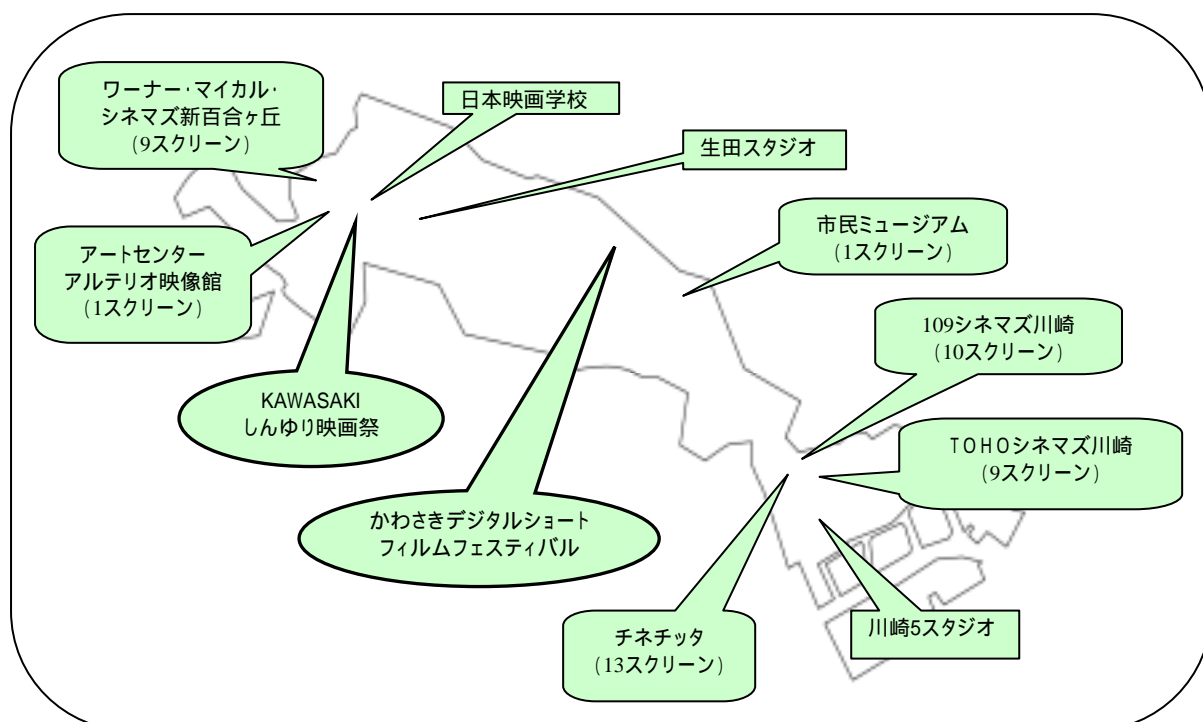 ワーナー・マイカル・
シネマズ新百合ヶ丘
(9スクリーン)
日本映画学校
生田スタジオ
市民ミュージアム
(1スクリーン)
アートセンター
アルテリオ映像館
(1スクリーン)
109シネマズ川崎
(10スクリーン)
KAWASAKI
しんゆり映画祭
TOHOシネマズ川崎
(9スクリーン)
かわさきデジタルショート
フィルムフェスティバル
チネチッタ
(13スクリーン)
川崎5スタジオ